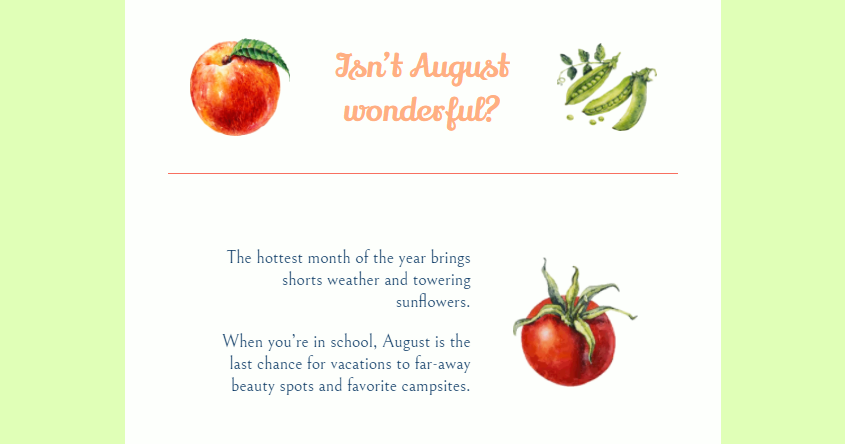 Isn't August
wonderful?
The hottest month of the year brings
shorts weather and towering
sunflowers.
When you're in school, August is the
last chance for vacations to far-away
beauty spots and favorite campsites.